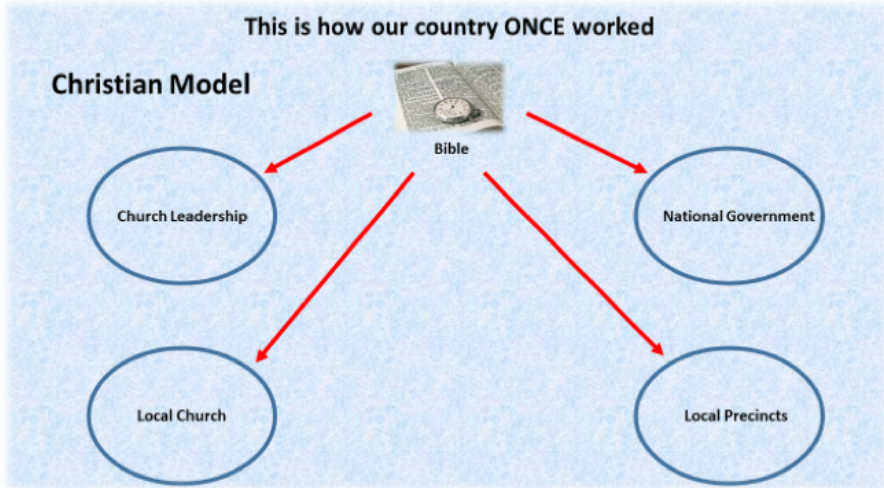 This is how our country ONCE worked
Christian Model
Bible
Church Leadership
National Government
Local Church
Local Precincts